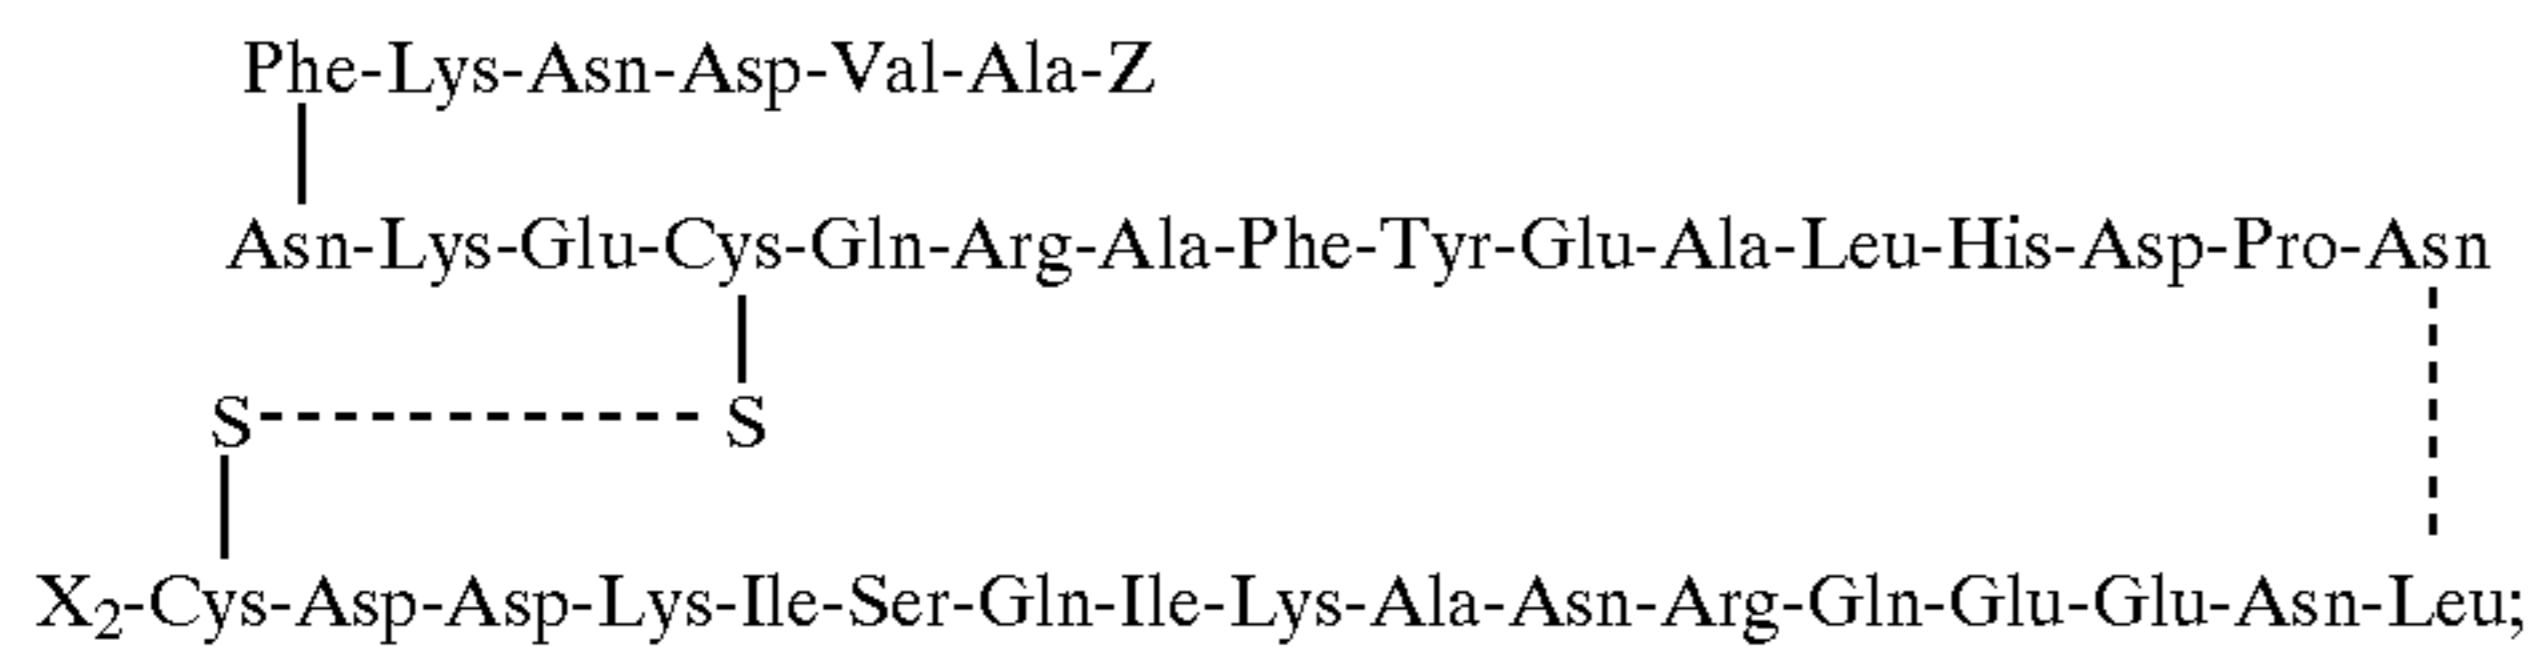 Phe-Lys-Asn-Asp-Val-Ala-Z
Asn-Lys-Glu-Cys-Gln-Arg-Ala-Phe-Tyr-Glu-Ala-Leu-His-Asp-Pro-Asn
S S
X₂-Cys-Asp-Asp-Lys-Ile-Ser-Gln-Ile-Lys-Ala-Asn-Arg-Gln-Glu-Glu-Asn-Leu;